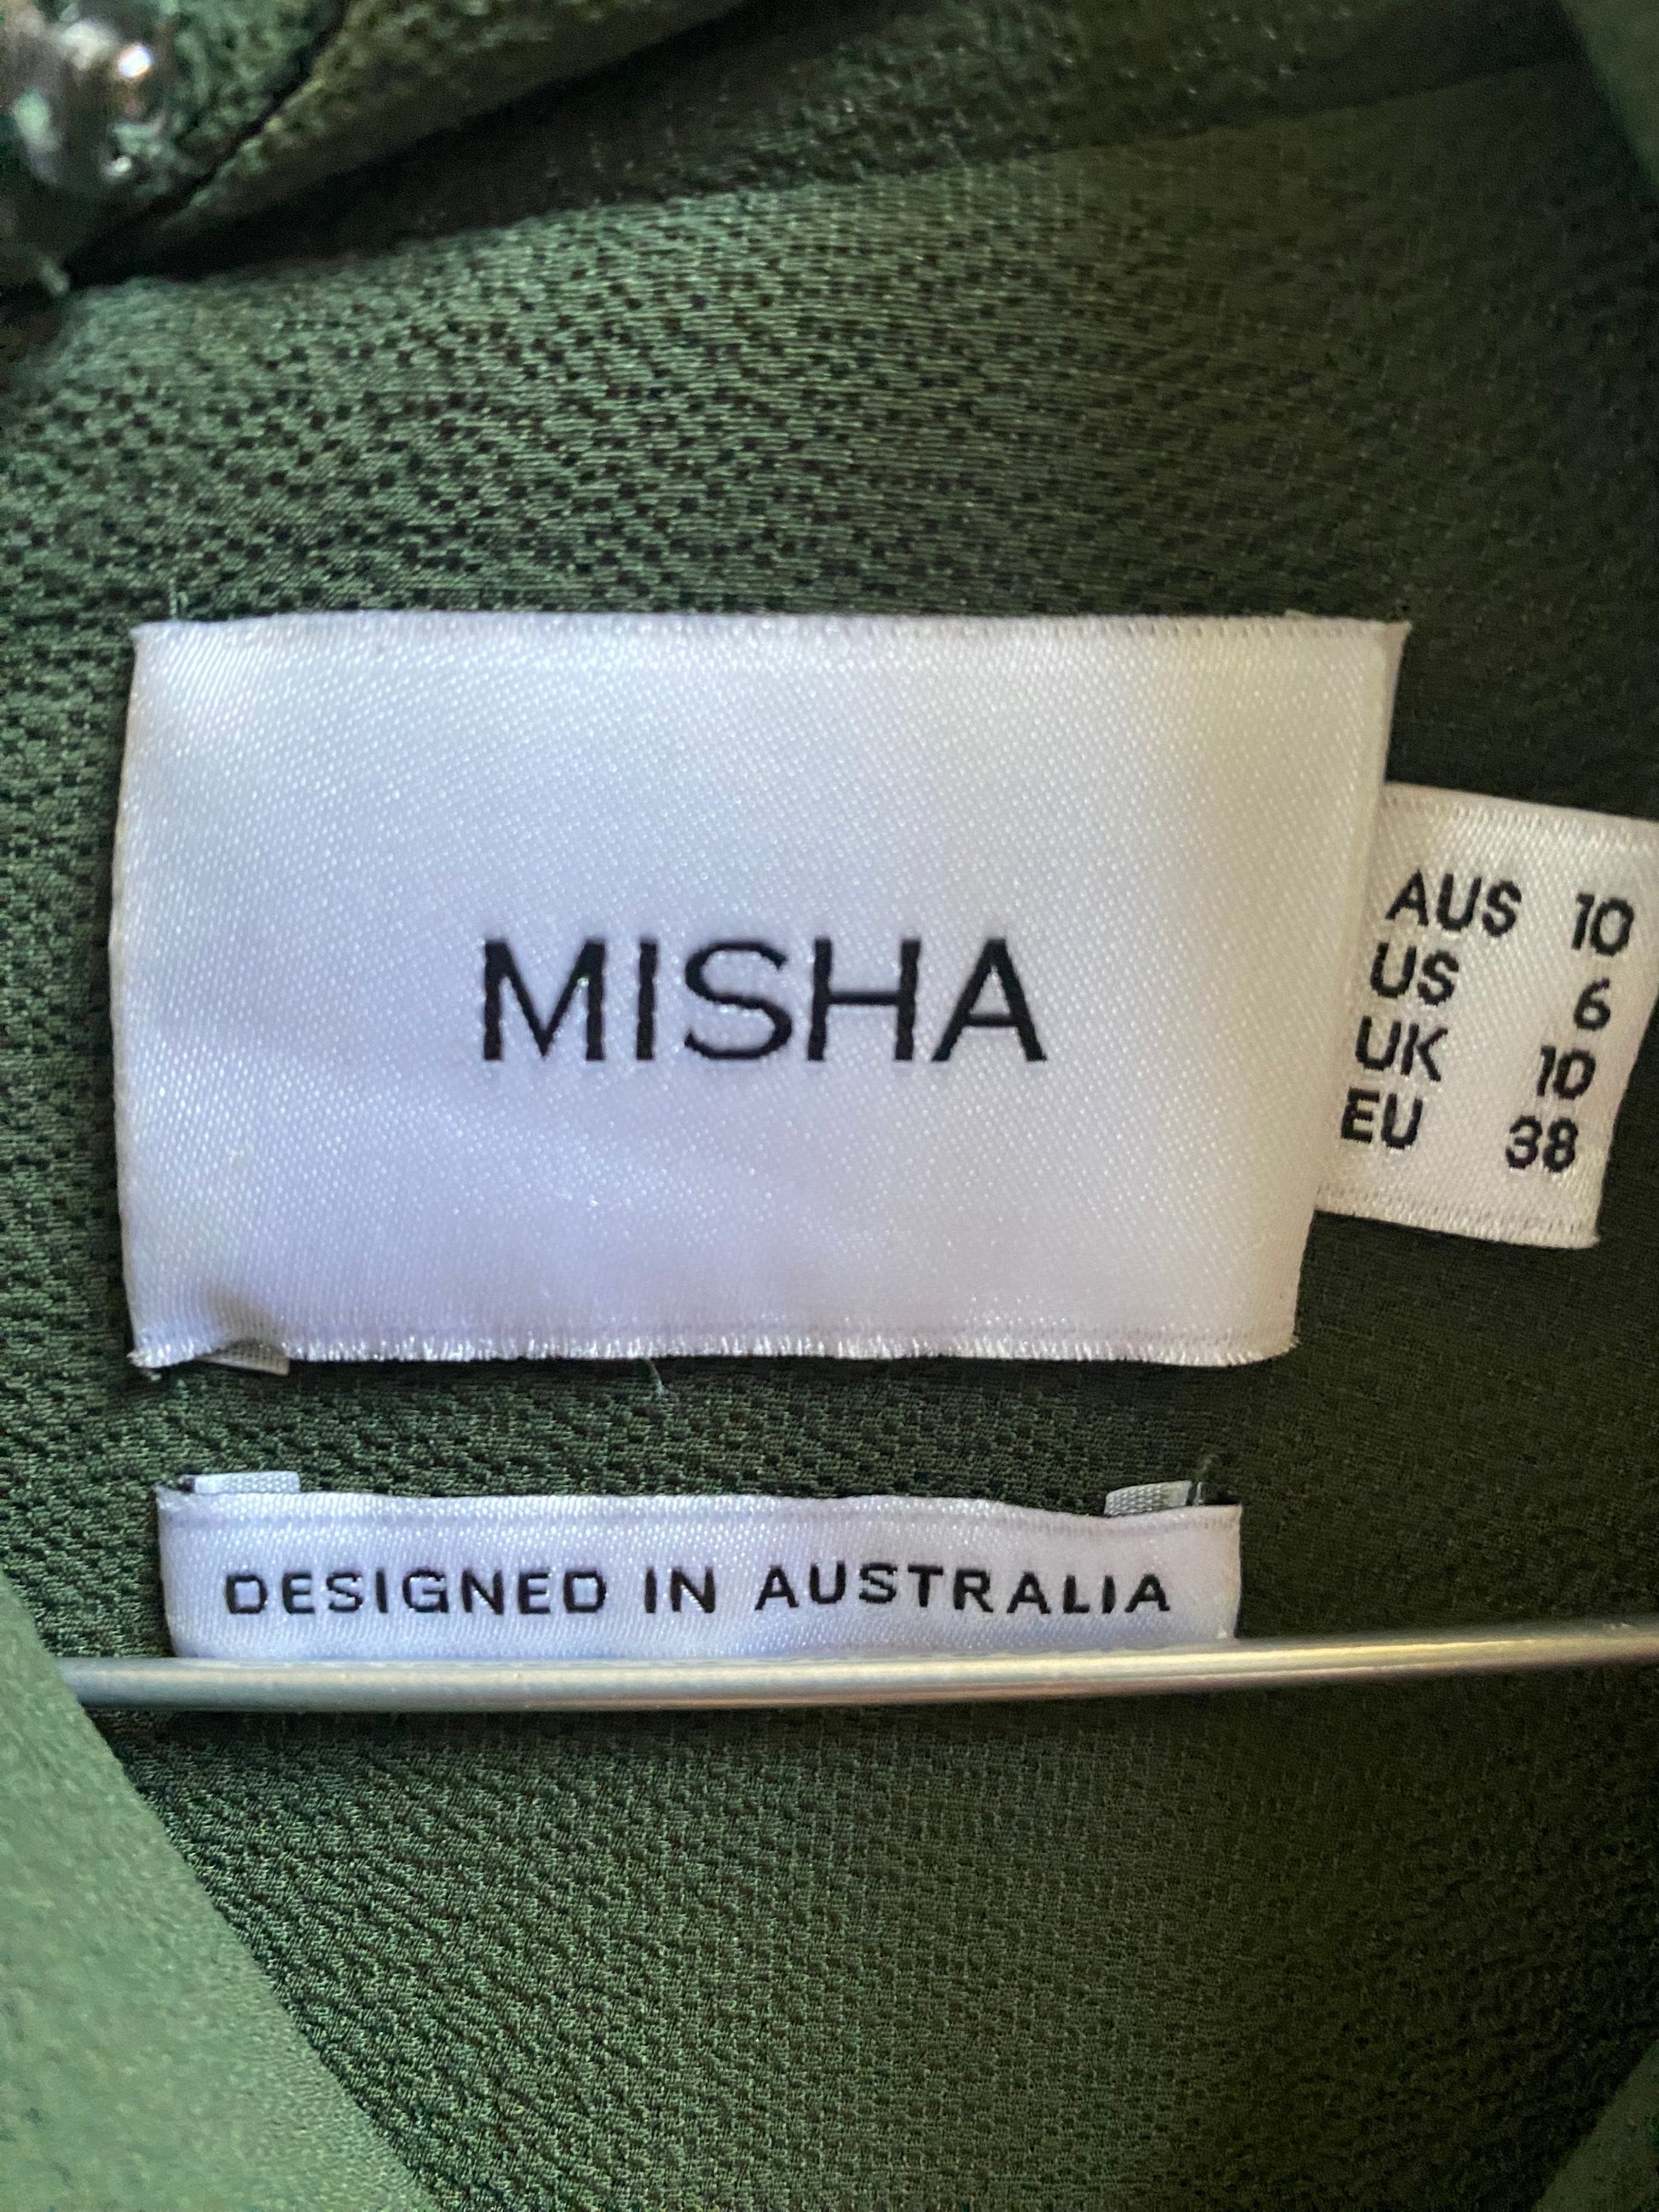 MISHA
AUS 10
US 6
UK 10
EU 38
DESIGNED IN AUSTRALIA